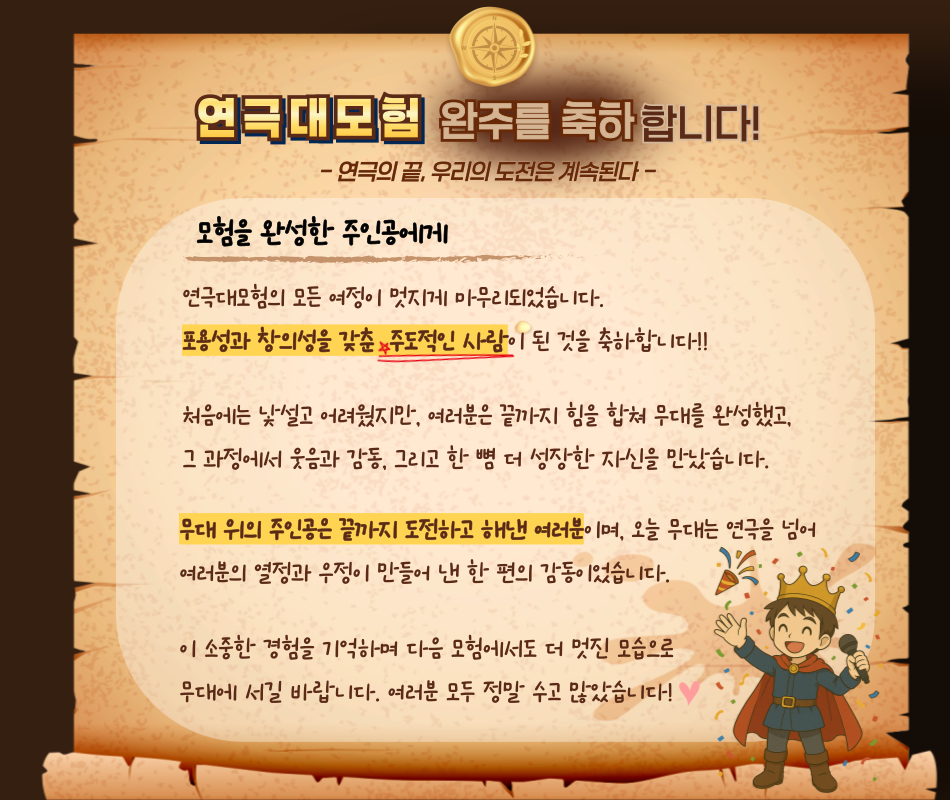 연극대모험 완주를 축하합니다!
- 연극의 끝, 우리의 도전은 계속된다 -
모험을 완성한 주인공에게
연극대모험의 모든 여정이 멋지게 마무리되었습니다.
포용성과 창의성을 갖춘 주도적인 사람이 된 것을 축하합니다!!
처음에는 낯설고 어려웠지만, 여러분은 끝까지 힘을 합쳐 무대를 완성했고,
그 과정에서 웃음과 감동, 그리고 한 뼘 더 성장한 자신을 만났습니다.
무대 위의 주인공은 끝까지 도전하고 해낸 여러분이며, 오늘 무대는 연극을 넘어
여러분의 열정과 우정이 만들어 낸 한 편의 감동이었습니다.
이 소중한 경험을 기억하며 다음 모험에서도 더 멋진 모습으로
무대에 서길 바랍니다. 여러분 모두 정말 수고 많았습니다!